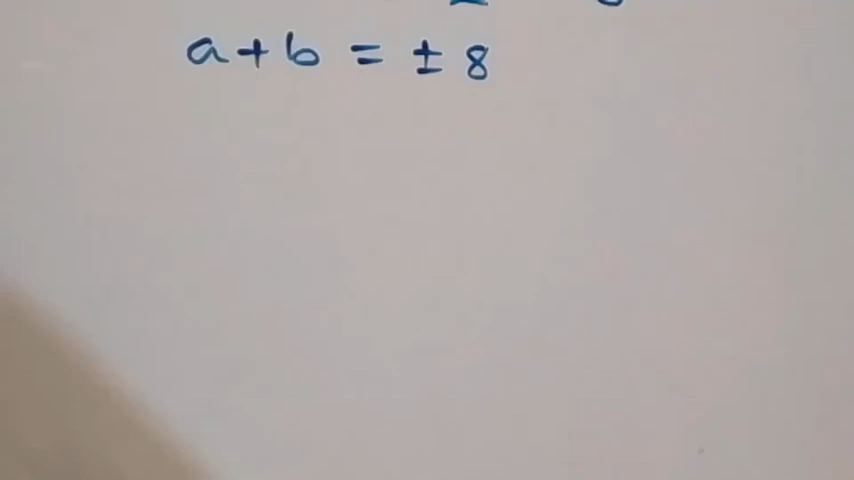 a + b = ± 8